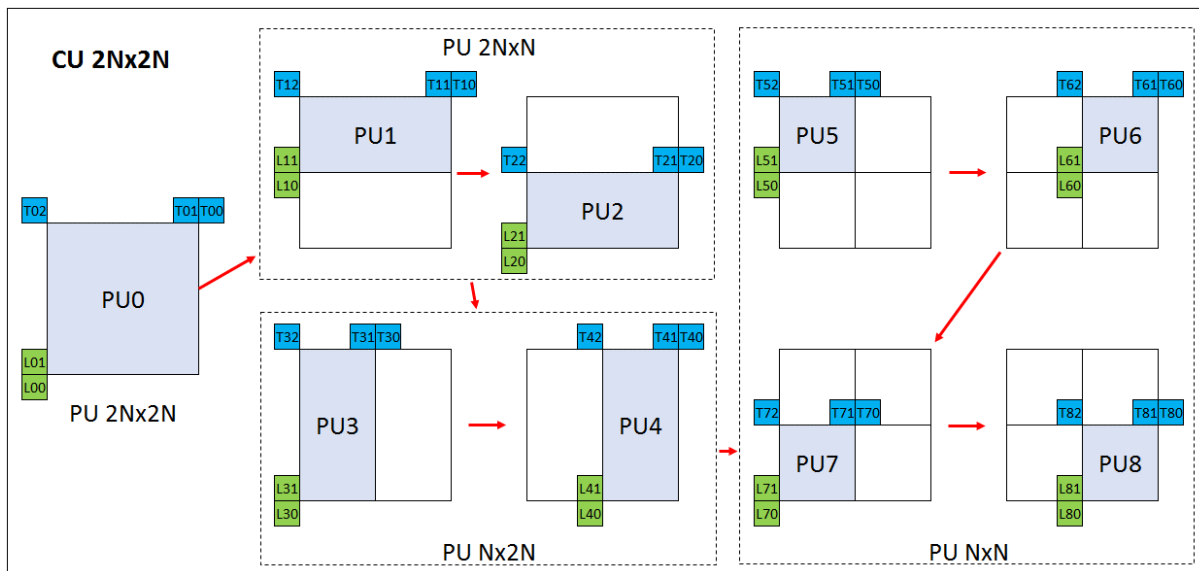 CU 2Nx2N
T02 T01 T00
PU0
L01
L00
PU 2Nx2N
PU 2NxN
T12 T11 T10
PU1
L11
L10
T22 T21 T20
PU2
L21
L20
T32 T31 T30
PU3
L31
L30
T42 T41 T40
PU4
L41
L40
PU Nx2N
T52 T51 T50
PU5
L51
L50
T62 T61 T60
PU6
L61
L60
T72 T71 T70
PU7
L71
L70
T82 T81 T80
PU8
L81
L80
PU NxN